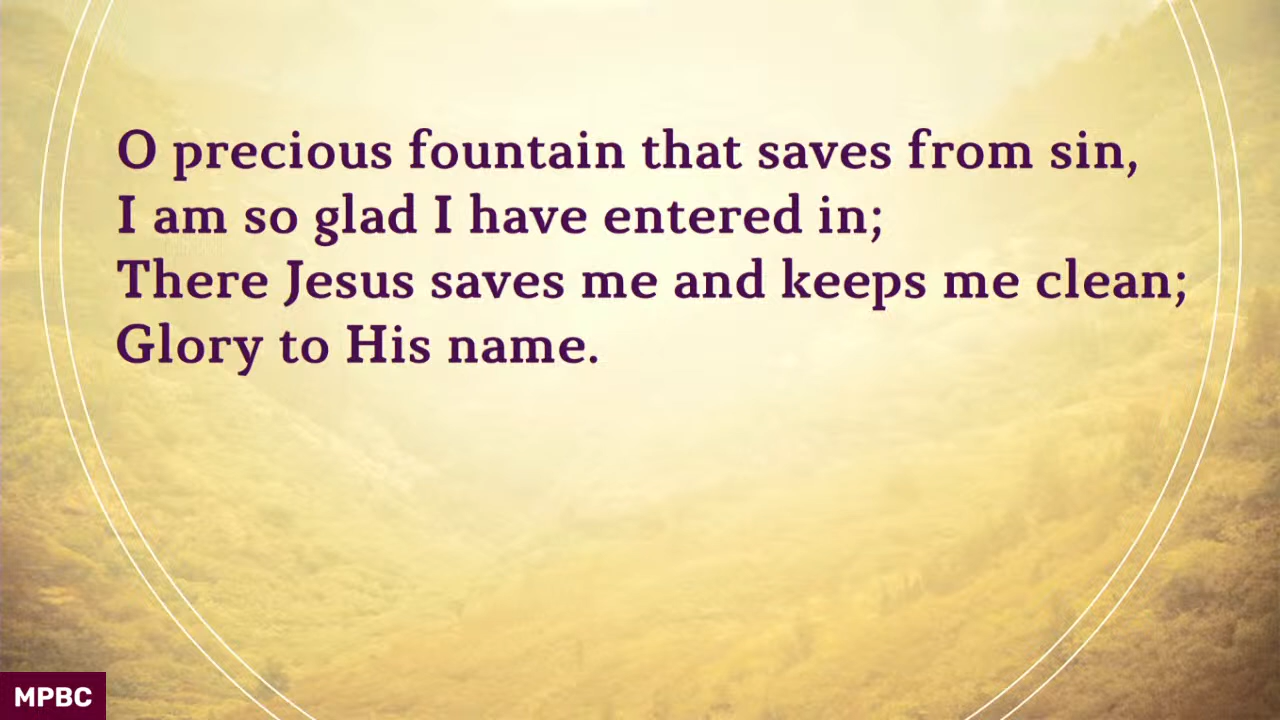 O precious fountain that saves from sin,
I am so glad I have entered in;
There Jesus saves me and keeps me clean;
Glory to His name.
MPBC